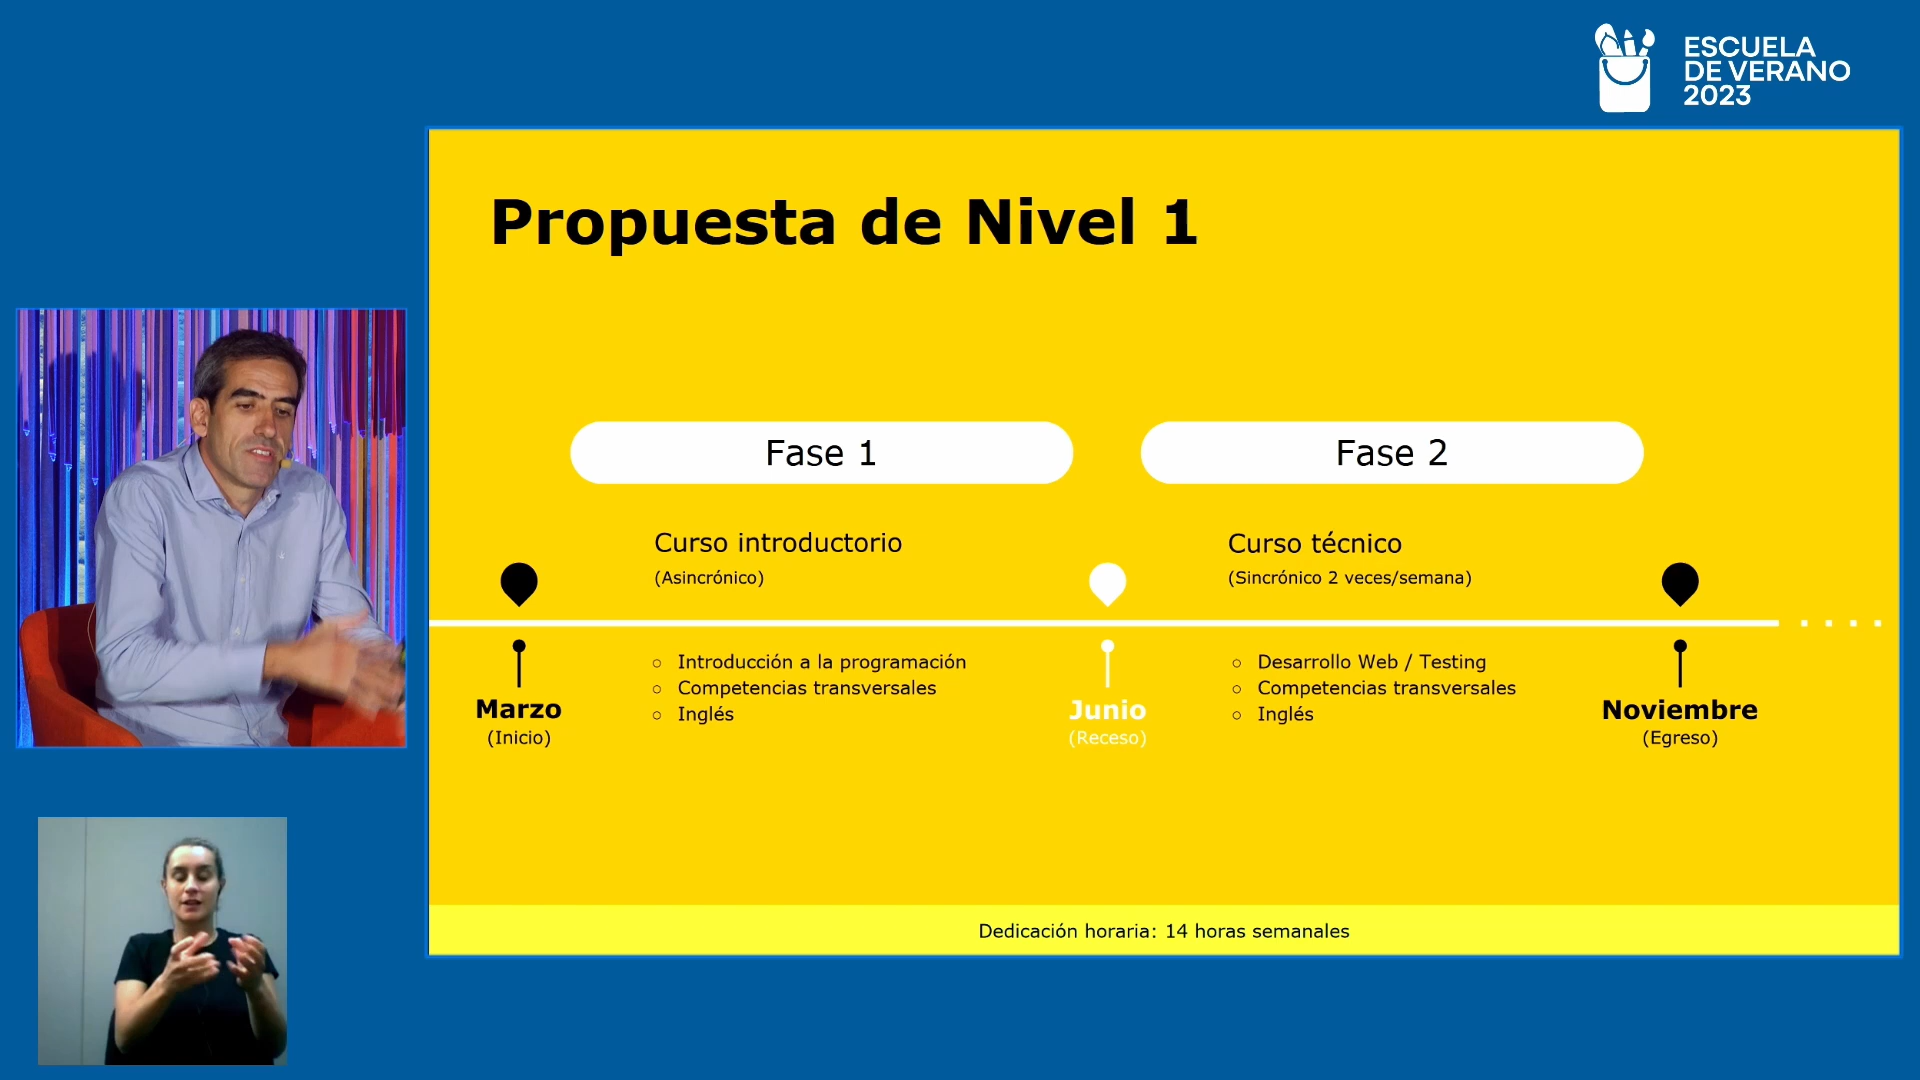 ESCUELA
DE VERANO
2023
Propuesta de Nivel 1
Fase 1
Fase 2
Curso introductorio
(Asincrónico)
Curso técnico
(Sincrónico 2 veces/semana)
○ Introducción a la programación
○ Competencias transversales
○ Inglés
○ Desarrollo Web / Testing
○ Competencias transversales
○ Inglés
Marzo
(Inicio)
Junio
(Receso)
Noviembre
(Egreso)
Dedicación horaria: 14 horas semanales